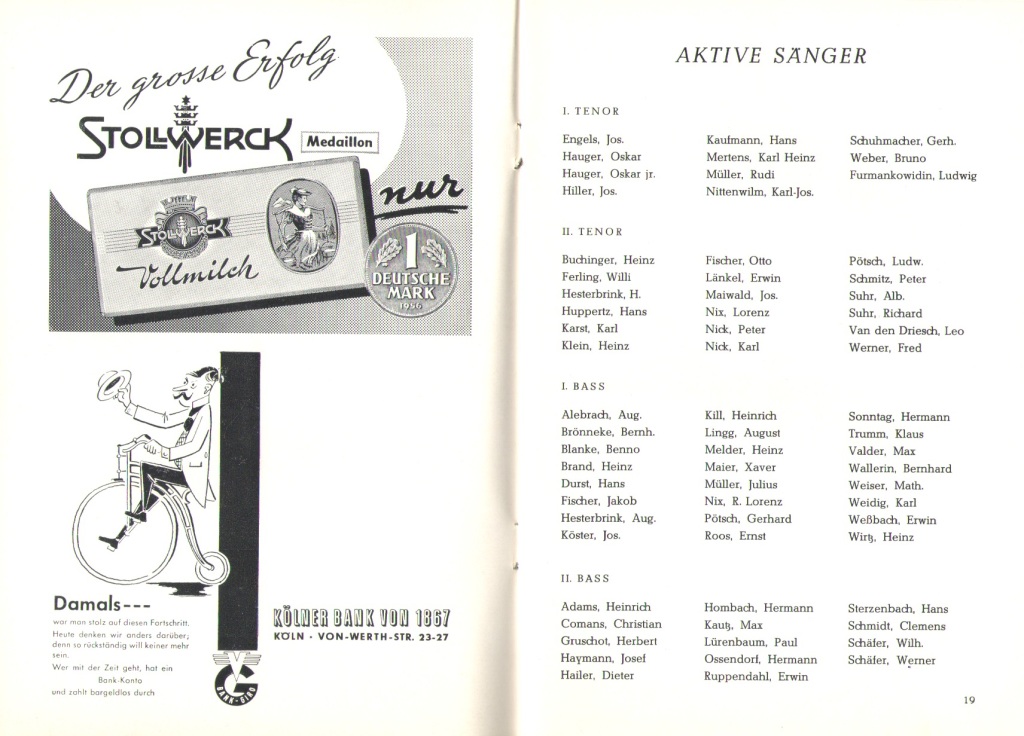 Der grosse Erfolg
STOLLWERCK
Medaillon
nur
STOLLWERCK
Vollmilch
1
DEUTSCHE
MARK
1956
Damals---
war man stolz auf diesen Fortschritt.
Heute denken wir anders darüber;
denn so rückständig will keiner mehr
sein.
Wer mit der Zeit geht, hat ein
Bank-Konto
und zahlt bargeldlos durch
BANK-GIRO
KÖLNER BANK VON 1867
KÖLN · VON-WERTH-STR. 23-27
AKTIVE SÄNGER
I. TENOR
Engels, Jos.
Hauger, Oskar
Hauger, Oskar jr.
Hiller, Jos.
Kaufmann, Hans
Mertens, Karl Heinz
Müller, Rudi
Nittenwilm, Karl-Jos.
Schuhmacher, Gerh.
Weber, Bruno
Furmankowidin, Ludwig
II. TENOR
Buchinger, Heinz
Ferling, Willi
Hesterbrink, H.
Huppertz, Hans
Karst, Karl
Klein, Heinz
Fischer, Otto
Länkel, Erwin
Maiwald, Jos.
Nix, Lorenz
Nick, Peter
Nick, Karl
Pötsch, Ludw.
Schmitz, Peter
Suhr, Alb.
Suhr, Richard
Van den Driesch, Leo
Werner, Fred
I. BASS
Alebrach, Aug.
Brönneke, Bernh.
Blanke, Benno
Brand, Heinz
Durst, Hans
Fischer, Jakob
Hesterbrink, Aug.
Köster, Jos.
Kill, Heinrich
Lingg, August
Melder, Heinz
Maier, Xaver
Müller, Julius
Nix, R. Lorenz
Pötsch, Gerhard
Roos, Ernst
Sonntag, Hermann
Trumm, Klaus
Valder, Max
Wallerin, Bernhard
Weiser, Math.
Weidig, Karl
Weßbach, Erwin
Wirtz, Heinz
II. BASS
Adams, Heinrich
Comans, Christian
Gruschot, Herbert
Haymann, Josef
Hailer, Dieter
Hombach, Hermann
Kautz, Max
Lürenbaum, Paul
Ossendorf, Hermann
Ruppendahl, Erwin
Sterzenbach, Hans
Schmidt, Clemens
Schäfer, Wilh.
Schäfer, Werner
19